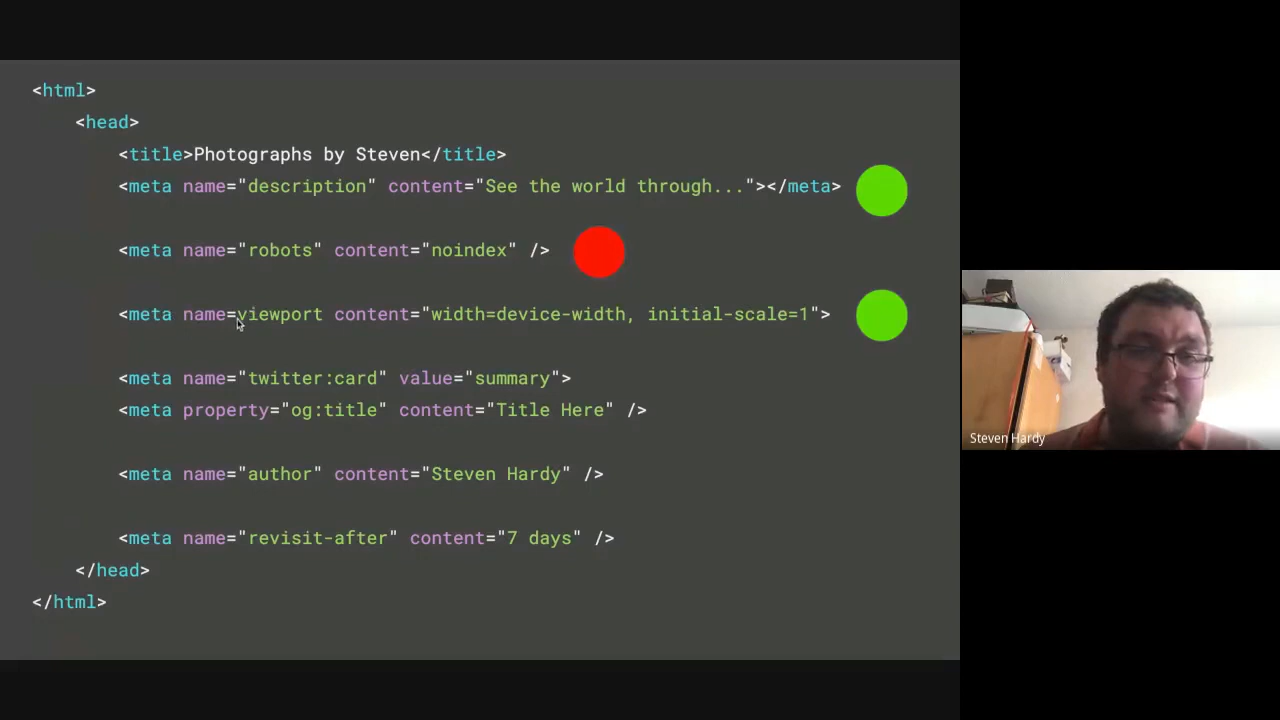 <html>
<head>
<title>Photographs by Steven</title>
<meta name="description" content="See the world through..."></meta>
<meta name="robots" content="noindex" />
<meta name=viewport content="width=device-width, initial-scale=1">
<meta name="twitter:card" value="summary">
<meta property="og:title" content="Title Here" />
<meta name="author" content="Steven Hardy" />
<meta name="revisit-after" content="7 days" />
</head>
</html>
Steven Hardy